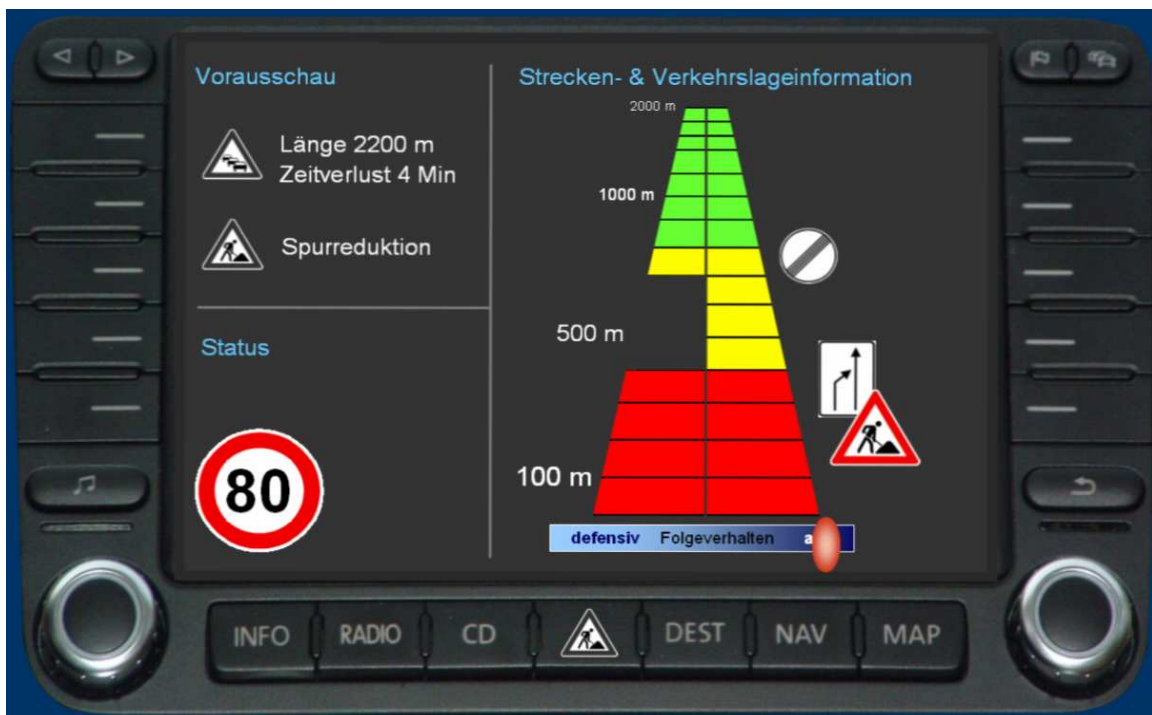 Vorausschau
Länge 2200 m
Zeitverlust 4 Min
Spurreduktion
Status
80
Strecken- & Verkehrslageinformation
2000 m
1000 m
500 m
100 m
defensiv Folgeverhalten
INFO RADIO CD DEST NAV MAP